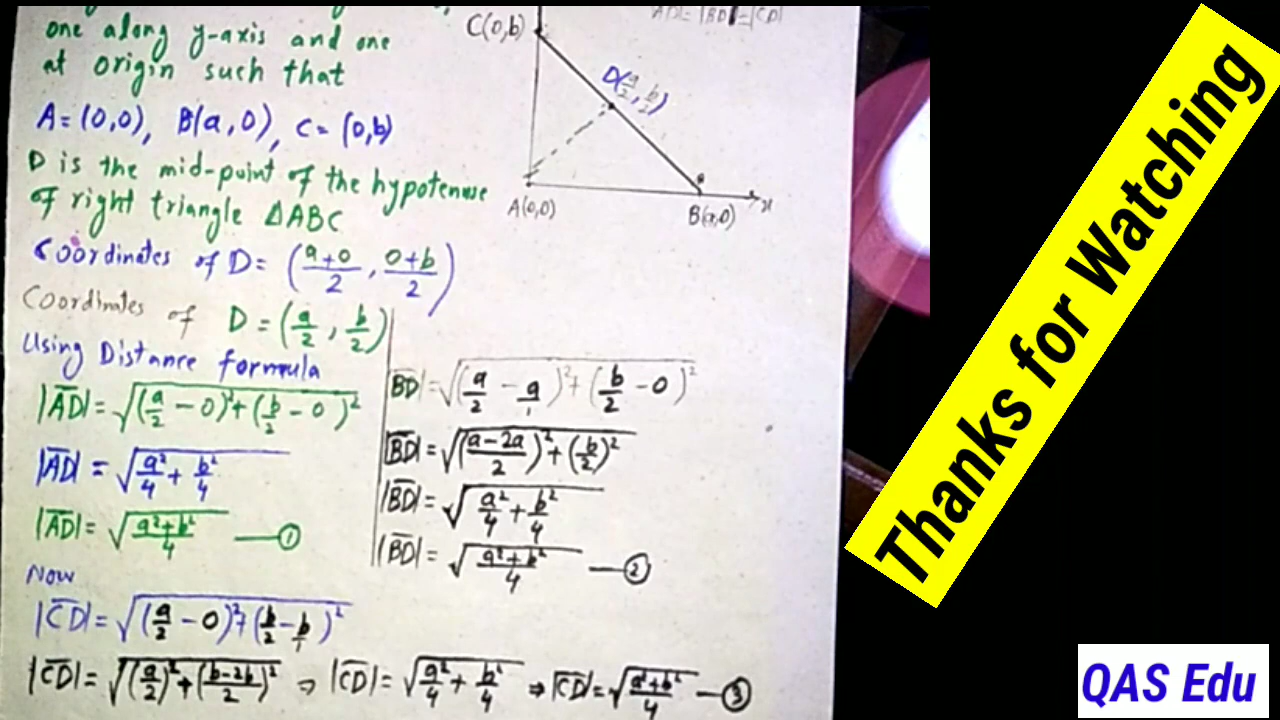 one along y-axis and one
at origin such that
A = (0,0), B(a,0), C = (0,b)
D is the mid-point of the hypotenuse
of right triangle ΔABC
Coordinates of D = ((a+0)/2, (0+b)/2)
Coordinates of D = (a/2, b/2)
Using Distance formula
|AD| = √((a/2 − 0)² + (b/2 − 0)²)
|AD| = √(a²/4 + b²/4)
|AD| = √((a²+b²)/4) —①
|BD| = √((a/2 − a/1)² + (b/2 − 0)²)
|BD| = √(((a−2a)/2)² + (b/2)²)
|BD| = √(a²/4 + b²/4)
|BD| = √((a²+b²)/4) —②
Now
|CD| = √((a/2 − 0)² + (b/2 − b/1)²)
|CD| = √((a/2)² + ((b−2b)/2)²) ⇒ |CD| = √(a²/4 + b²/4) ⇒ |CD| = √((a²+b²)/4) —③
|AD| = |BD| = |CD|
C(0,b)
D(a/2, b/2)
A(0,0)
B(a,0)
x
Thanks for Watching
QAS Edu